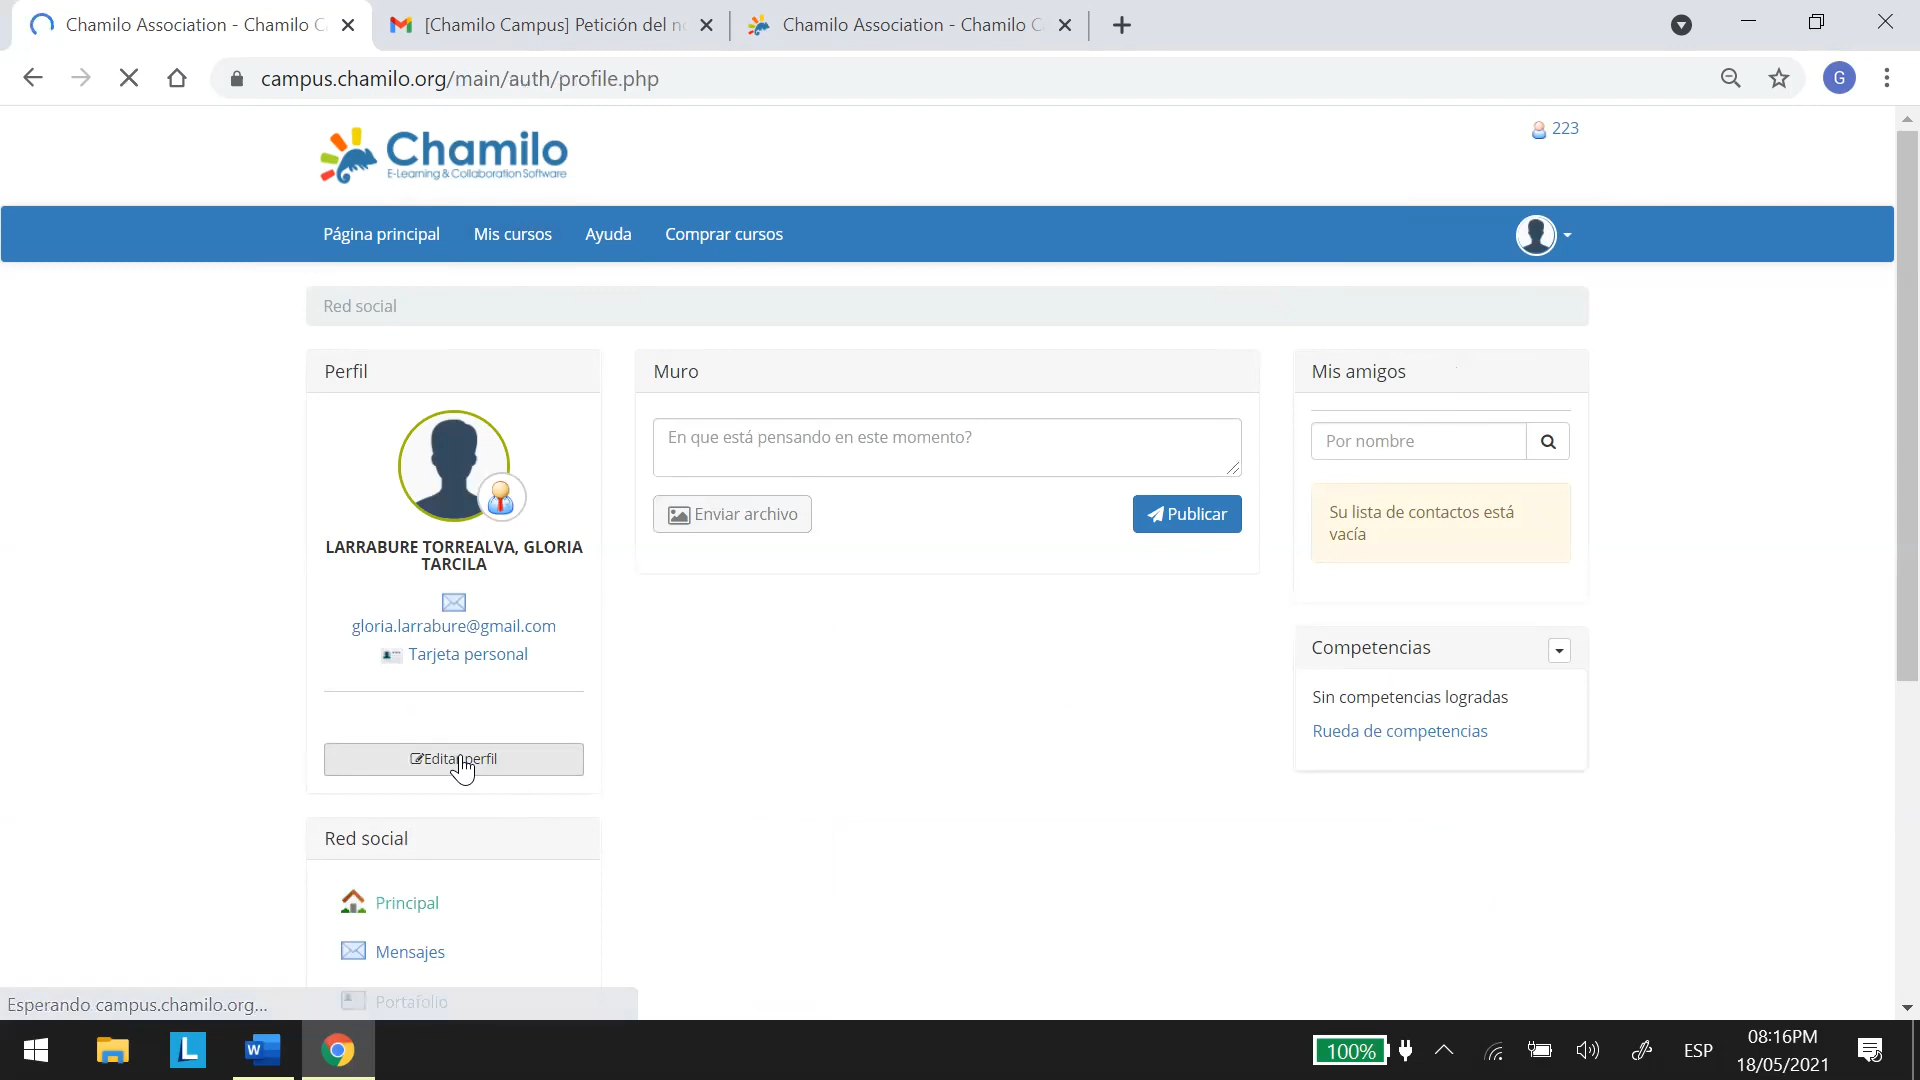 Chamilo Association - Chamilo C
[Chamilo Campus] Petición del n
Chamilo Association - Chamilo C
campus.chamilo.org/main/auth/profile.php
G
Chamilo
E-Learning & Collaboration Software
223
Página principal
Mis cursos
Ayuda
Comprar cursos
Red social
Perfil
LARRABURE TORREALVA, GLORIA
TARCILA
gloria.larrabure@gmail.com
Tarjeta personal
Editar perfil
Red social
Principal
Mensajes
Portafolio
Muro
En que está pensando en este momento?
Enviar archivo
Publicar
Mis amigos
Por nombre
Su lista de contactos está
vacía
Competencias
Sin competencias logradas
Rueda de competencias
Esperando campus.chamilo.org...
L
W
100%
ESP
08:16PM
18/05/2021